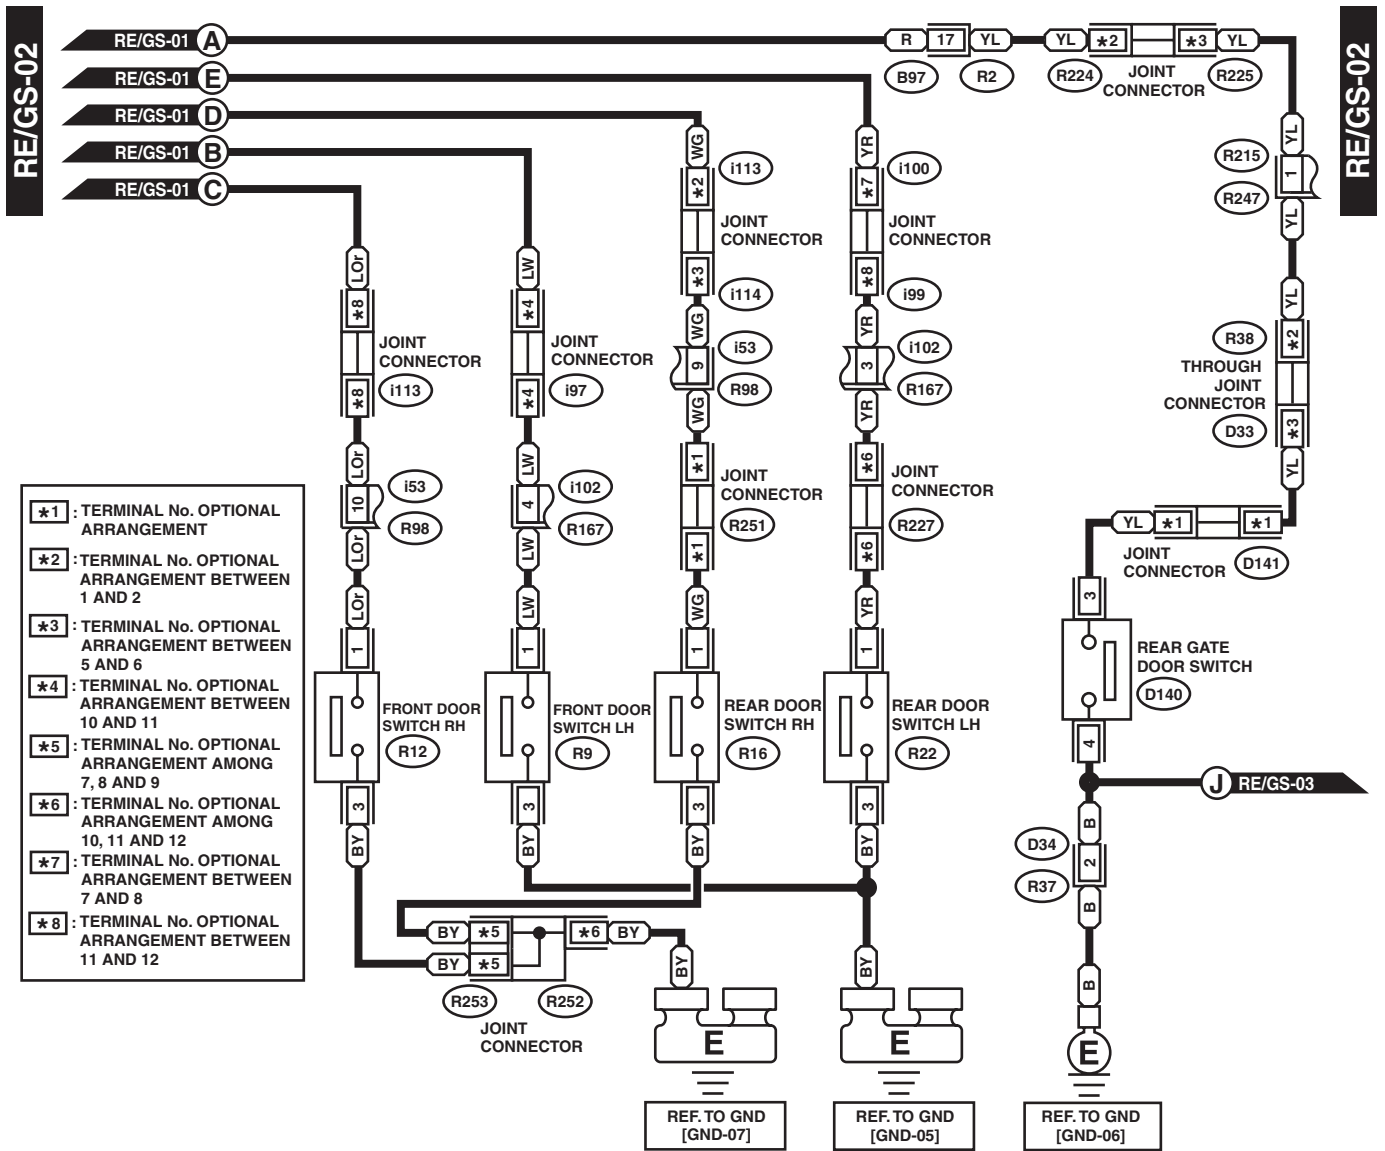 RE/GS-02
RE/GS-02
RE/GS-01 A
RE/GS-01 E
RE/GS-01 D
RE/GS-01 B
RE/GS-01 C
R 17 YL
B97 R2
YL *2 *3 YL
R224 JOINT CONNECTOR R225
YL
R215
1
R247
YL
YL
R38
*2
THROUGH
JOINT
CONNECTOR
D33
*3
YL
YL *1 *1
JOINT
CONNECTOR
D141
3
REAR GATE
DOOR SWITCH
D140
4
J RE/GS-03
B
D34
2
R37
B
B
E
REF. TO GND
[GND-06]
LOr
*8
JOINT
CONNECTOR
*8
i113
LOr
10
i53
R98
LOr
LOr
1
FRONT DOOR
SWITCH RH
R12
3
BY
LW
*4
JOINT
CONNECTOR
*4
i97
LW
4
i102
R167
LW
LW
1
FRONT DOOR
SWITCH LH
R9
3
BY
WG
*2
i113
JOINT
CONNECTOR
*3
i114
WG
9
i53
R98
WG
*1
JOINT
CONNECTOR
R251
*1
WG
1
REAR DOOR
SWITCH RH
R16
3
BY
YR
*7
i100
JOINT
CONNECTOR
*8
i99
YR
3
i102
R167
YR
*6
JOINT
CONNECTOR
R227
*6
YR
1
REAR DOOR
SWITCH LH
R22
3
BY
BY *5 *6 BY
BY *5
R253 R252
JOINT
CONNECTOR
BY
E
REF. TO GND
[GND-07]
BY
E
REF. TO GND
[GND-05]
*1 : TERMINAL No. OPTIONAL
ARRANGEMENT
*2 : TERMINAL No. OPTIONAL
ARRANGEMENT BETWEEN
1 AND 2
*3 : TERMINAL No. OPTIONAL
ARRANGEMENT BETWEEN
5 AND 6
*4 : TERMINAL No. OPTIONAL
ARRANGEMENT BETWEEN
10 AND 11
*5 : TERMINAL No. OPTIONAL
ARRANGEMENT AMONG
7, 8 AND 9
*6 : TERMINAL No. OPTIONAL
ARRANGEMENT AMONG
10, 11 AND 12
*7 : TERMINAL No. OPTIONAL
ARRANGEMENT BETWEEN
7 AND 8
*8 : TERMINAL No. OPTIONAL
ARRANGEMENT BETWEEN
11 AND 12